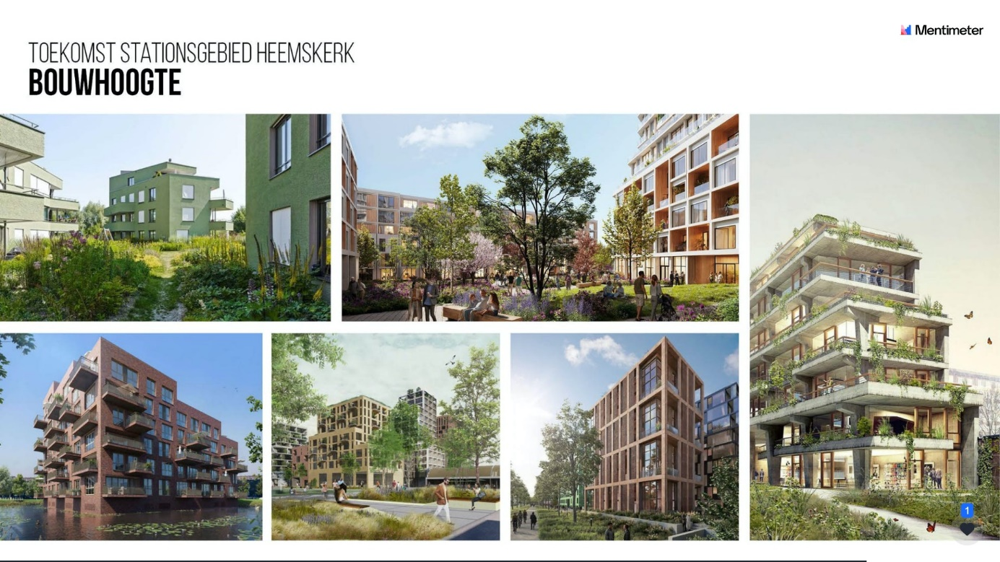 Mentimeter
TOEKOMST STATIONSGEBIED HEEMSKERK
BOUWHOOGTE
1